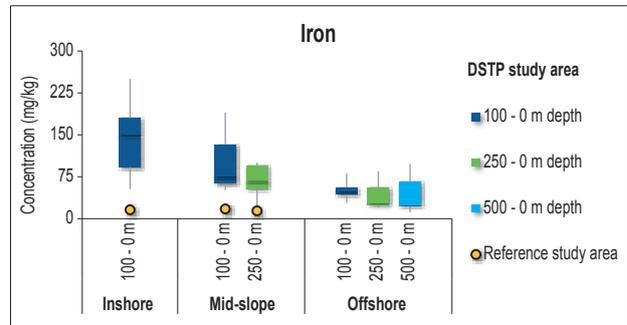 Iron
Concentration (mg/kg)
300
225
150
75
0
100 - 0 m
100 - 0 m
250 - 0 m
100 - 0 m
250 - 0 m
500 - 0 m
Inshore
Mid-slope
Offshore
DSTP study area
100 - 0 m depth
250 - 0 m depth
500 - 0 m depth
Reference study area